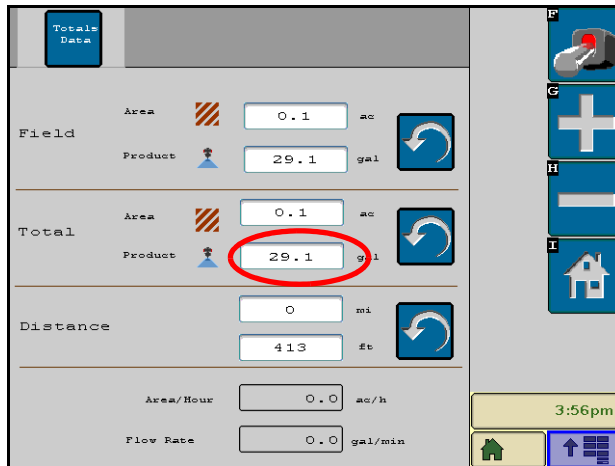 Totals
Data
F
G
H
I
Field
Area 0.1 ac
Product 29.1 gal
Total
Area 0.1 ac
Product 29.1 gal
Distance
0 mi
413 ft
Area/Hour 0.0 ac/h
Flow Rate 0.0 gal/min
3:56pm